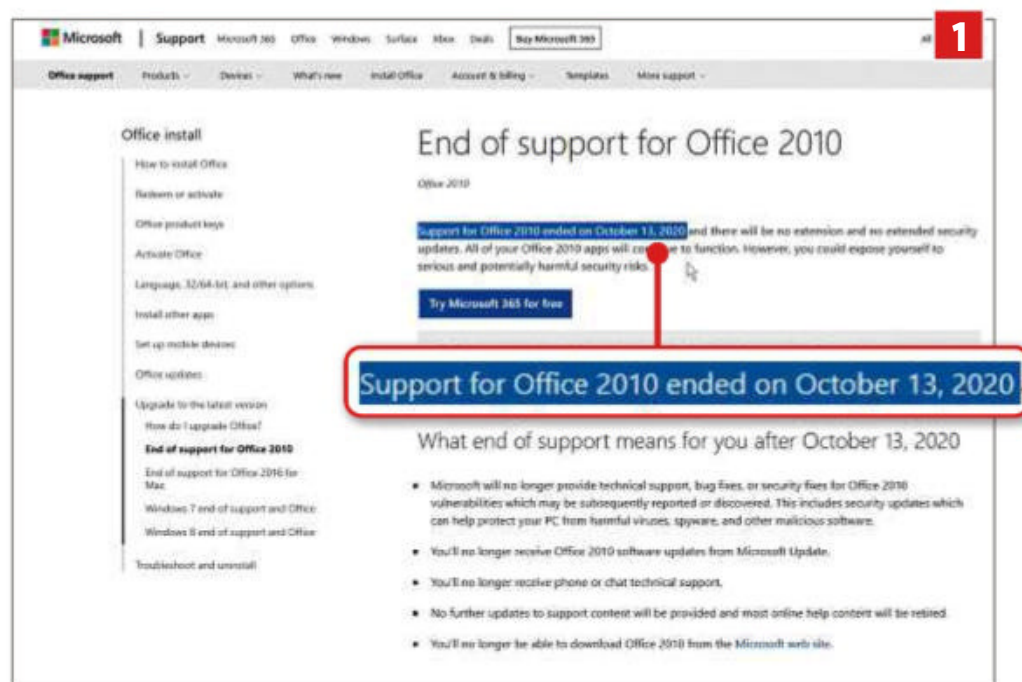 Microsoft | Support Microsoft 365 Office Windows Surface Xbox Deals Buy Microsoft 365 All
1
Office support Products Devices What's new Install Office Account & billing Templates More support
Office install
How to install Office
Redeem or activate
Office product keys
Activate Office
Language, 32/64-bit, and other options
Install other apps
Set up mobile devices
Office updates
Upgrade to the latest version
How do I upgrade Office?
End of support for Office 2010
End of support for Office 2016 for
Mac
Windows 7 end of support and Office
Windows 8 end of support and Office
Troubleshoot and uninstall
End of support for Office 2010
Office 2010
Support for Office 2010 ended on October 13, 2020 and there will be no extension and no extended security
updates. All of your Office 2010 apps will continue to function. However, you could expose yourself to
serious and potentially harmful security risks.
Try Microsoft 365 for free
Support for Office 2010 ended on October 13, 2020
What end of support means for you after October 13, 2020
• Microsoft will no longer provide technical support, bug fixes, or security fixes for Office 2010
vulnerabilities which may be subsequently reported or discovered. This includes security updates which
can help protect your PC from harmful viruses, spyware, and other malicious software.
• You'll no longer receive Office 2010 software updates from Microsoft Update.
• You'll no longer receive phone or chat technical support.
• No further updates to support content will be provided and most online help content will be retired.
• You'll no longer be able to download Office 2010 from the Microsoft web site.